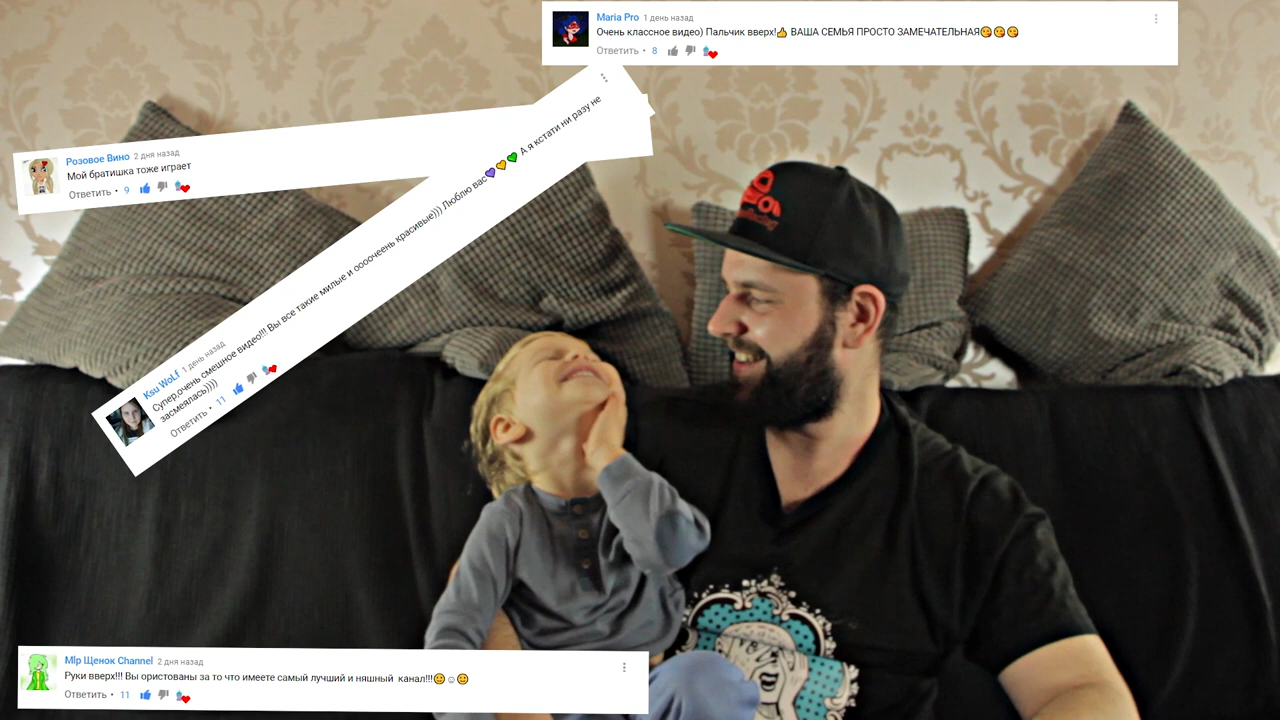 Maria Pro 1 день назад
Очень классное видео) Пальчик вверх!👍 ВАША СЕМЬЯ ПРОСТО ЗАМЕЧАТЕЛЬНАЯ😘😘😘
Ответить • 8
Розовое Вино 2 дня назад
Мой братишка тоже играет
Ответить • 9
Ksu WoLf 1 день назад
Супер,очень смешное видео!!! Вы все такие милые и оооочеень красивые))) Люблю вас💜💛💚 А я кстати ни разу не
засмеялась))))
Ответить • 11
Mlp Щенок Channel 2 дня назад
Руки вверх!!! Вы ористованы за то что имеете самый лучший и няшный канал!!!😊☺😊
Ответить • 11